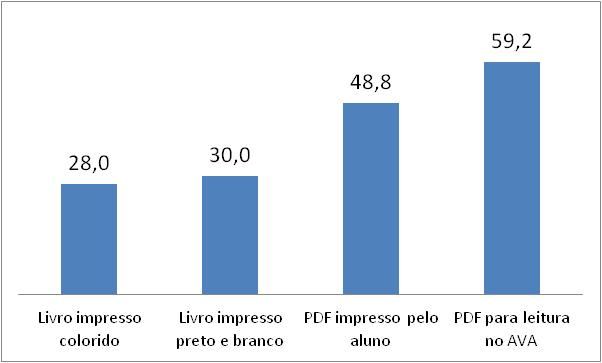 28,0
30,0
48,8
59,2
Livro impresso
colorido
Livro impresso
preto e branco
PDF impresso pelo
aluno
PDF para leitura
no AVA